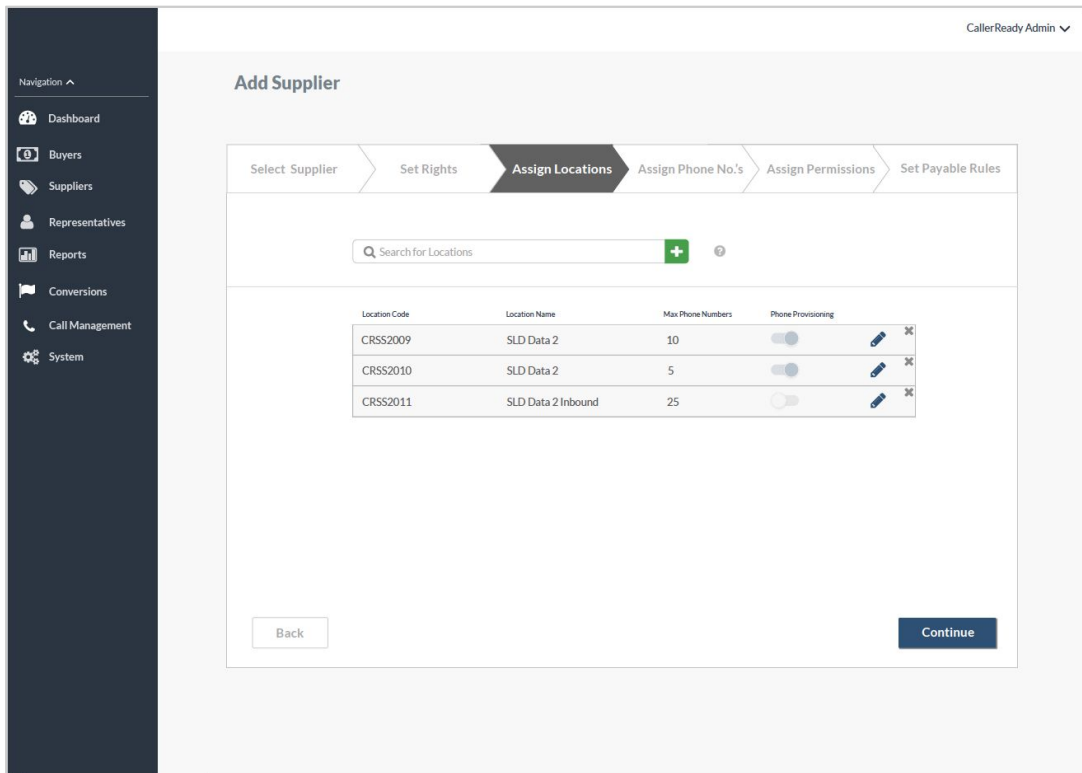 CallerReady Admin
Navigation
Dashboard
Buyers
Suppliers
Representatives
Reports
Conversions
Call Management
System
Add Supplier
Select Supplier
Set Rights
Assign Locations
Assign Phone No.'s
Assign Permissions
Set Payable Rules
Search for Locations
Location Code Location Name Max Phone Numbers Phone Provisioning
CRSS2009 SLD Data 2 10
CRSS2010 SLD Data 2 5
CRSS2011 SLD Data 2 Inbound 25
Back
Continue